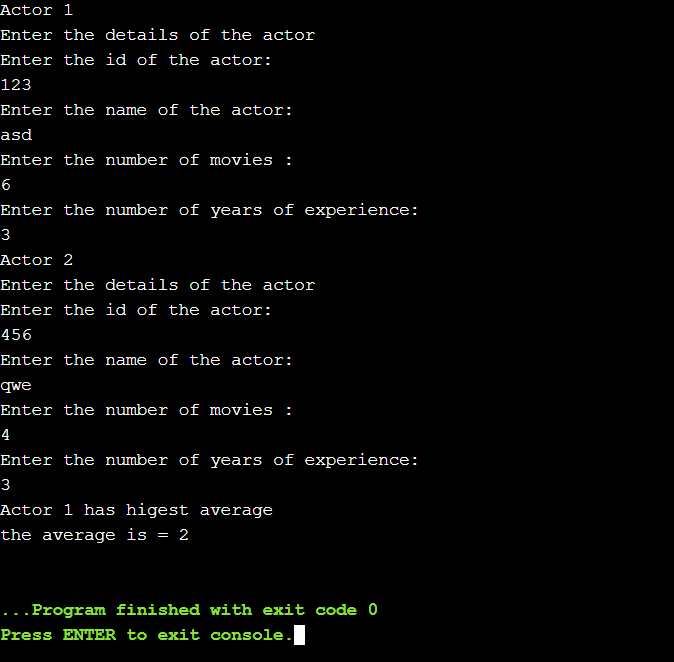 Actor 1
Enter the details of the actor
Enter the id of the actor:
123
Enter the name of the actor:
asd
Enter the number of movies :
6
Enter the number of years of experience:
3
Actor 2
Enter the details of the actor
Enter the id of the actor:
456
Enter the name of the actor:
qwe
Enter the number of movies :
4
Enter the number of years of experience:
3
Actor 1 has higest average
the average is = 2
...Program finished with exit code 0
Press ENTER to exit console.